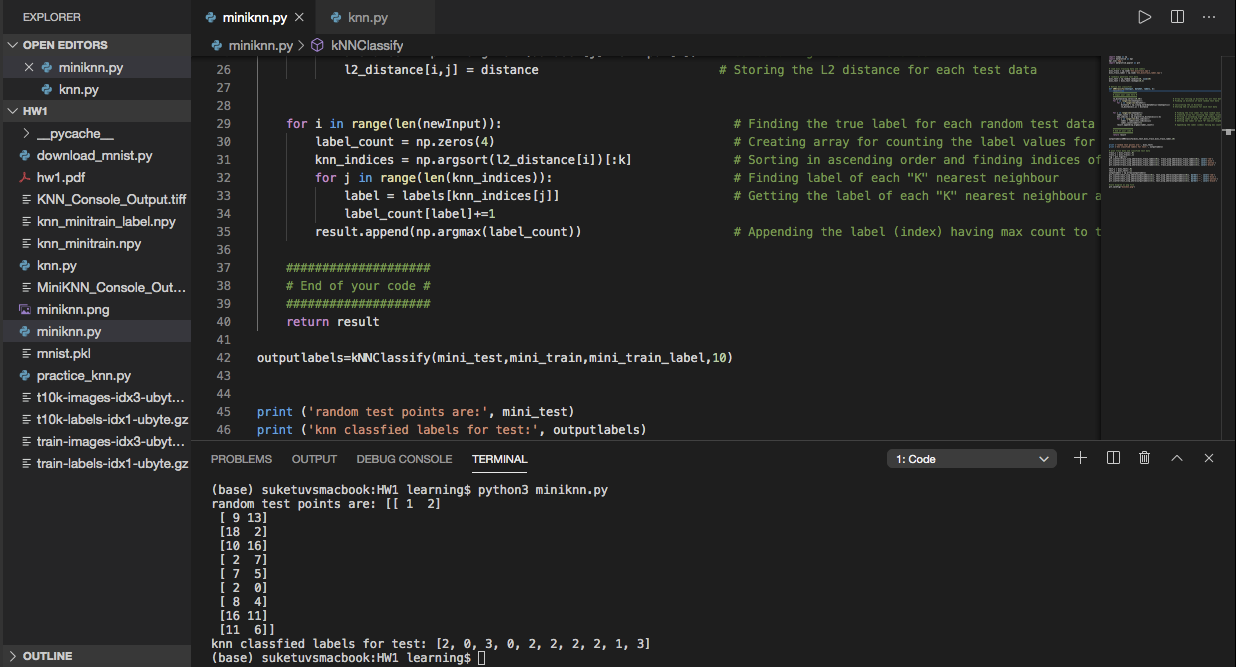 EXPLORER
OPEN EDITORS
miniknn.py
knn.py
HW1
__pycache__
download_mnist.py
hw1.pdf
KNN_Console_Output.tiff
knn_minitrain_label.npy
knn_minitrain.npy
knn.py
MiniKNN_Console_Out...
miniknn.png
miniknn.py
mnist.pkl
practice_knn.py
t10k-images-idx3-ubyt...
t10k-labels-idx1-ubyte.gz
train-images-idx3-ubyt...
train-labels-idx1-ubyte.gz
OUTLINE
miniknn.py knn.py
miniknn.py > kNNClassify
26 l2_distance[i,j] = distance # Storing the L2 distance for each test data
27
28
29 for i in range(len(newInput)): # Finding the true label for each random test data
30 label_count = np.zeros(4) # Creating array for counting the label values for
31 knn_indices = np.argsort(l2_distance[i])[:k] # Sorting in ascending order and finding indices of
32 for j in range(len(knn_indices)): # Finding label of each "K" nearest neighbour
33 label = labels[knn_indices[j]] # Getting the labels of each "K" nearest neighbour a
34 label_count[label]+=1
35 result.append(np.argmax(label_count)) # Appending the label (index) having max count to t
36
37 ####################
38 # End of your code #
39 ####################
40 return result
41
42 outputlabels=kNNClassify(mini_test,mini_train,mini_train_label,10)
43
44
45 print ('random test points are:', mini_test)
46 print ('knn classfied labels for test:', outputlabels)
PROBLEMS OUTPUT DEBUG CONSOLE TERMINAL 1: Code
(base) suketuvsmacbook:HW1 learning$ python3 miniknn.py
random test points are: [[ 1  2]
[ 9 13]
[18  2]
[10 16]
[ 2  7]
[ 7  5]
[ 2  0]
[ 8  4]
[16 11]
[11  6]]
knn classfied labels for test: [2, 0, 3, 0, 2, 2, 2, 2, 1, 3]
(base) suketuvsmacbook:HW1 learning$